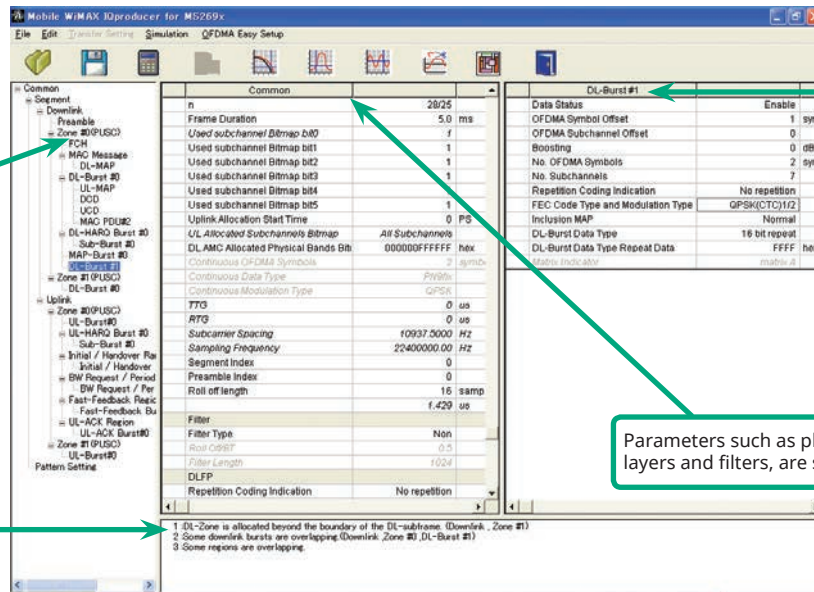 Mobile WiMAX IQproducer for MS269x
File Edit Transfer Setting Simulation OFDMA Easy Setup
Common
Segment
Downlink
Preamble
Zone #0(PUSC)
FCH
MAC Message
DL-MAP
DL-Burst #0
UL-MAP
DCD
UCD
MAC PDU#2
DL-HARQ Burst #0
Sub-Burst #0
MAP-Burst #0
DL-Burst #1
Zone #1(PUSC)
DL-Burst#0
Uplink
Zone #0(PUSC)
UL-Burst#0
UL-HARQ Burst #0
Sub-Burst #0
Initial / Handover Ran
Initial / Handover
BW Request / Period
BW Request / Per
Fast-Feedback Regic
Fast-Feedback Bu
UL-ACK Region
UL-ACK Burst#0
Zone #1(PUSC)
UL-Burst#0
Pattern Setting
Common
n 28/25
Frame Duration 5.0 ms
Used subchannel Bitmap bit0 1
Used subchannel Bitmap bit1 1
Used subchannel Bitmap bit2 1
Used subchannel Bitmap bit3 1
Used subchannel Bitmap bit4 1
Used subchannel Bitmap bit5 1
Uplink Allocation Start Time 0 PS
UL Allocated Subchannels Bitmap All Subchannels
DL AMC Allocated Physical Bands Bit 000000FFFFFF hex
Continuous OFDMA Symbols 2 symb
Continuous Data Type PN9fix
Continuous Modulation Type QPSK
TTG 0 us
RTG 0 us
Subcarrier Spacing 10937.5000 Hz
Sampling Frequency 22400000.00 Hz
Segment Index 0
Preamble Index 0
Roll off length 16 samp
1.429 us
Filter
Filter Type Non
Roll Off/BT 0.5
Filter Length 1024
DLFP
Repetition Coding Indication No repetition
DL-Burst #1
Data Status Enable
OFDMA Symbol Offset 1 sym
OFDMA Subchannel Offset 0
Boosting 0 dB
No. OFDMA Symbols 2 sym
No. Subchannels 7
Repetition Coding Indication No repetition
FEC Code Type and Modulation Type QPSK(CTC)1/2
Inclusion MAP Normal
DL-Burst Data Type 16 bit repeat
DL-Burst Data Type Repeat Data FFFF he
Matrix Indicator matrix A
Parameters such as pl
layers and filters, are s
1 :DL-Zone is allocated beyond the boundary of the DL-subframe. (Downlink , Zone #1)
2 :Some downlink bursts are overlapping.(Downlink ,Zone #0 ,DL-Burst #1)
3 :Some regions are overlapping.